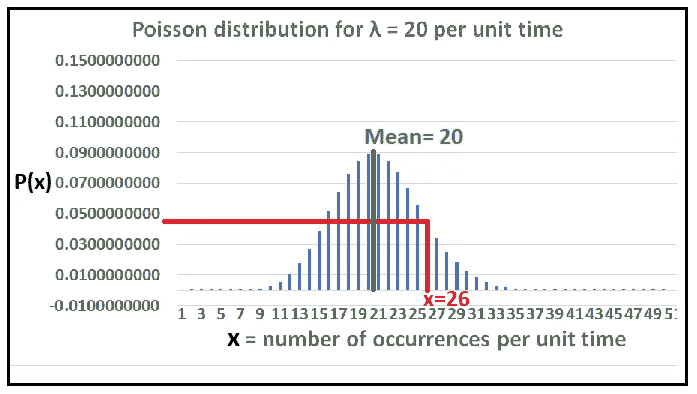 Poisson distribution for λ = 20 per unit time
0.1500000000
0.1300000000
0.1100000000
0.0900000000
0.0700000000
0.0500000000
0.0300000000
0.0100000000
-0.0100000000
P(x)
Mean= 20
x=26
1 3 5 7 9 11 13 15 17 19 21 23 25 27 29 31 33 35 37 39 41 43 45 47 49 51
X = number of occurrences per unit time